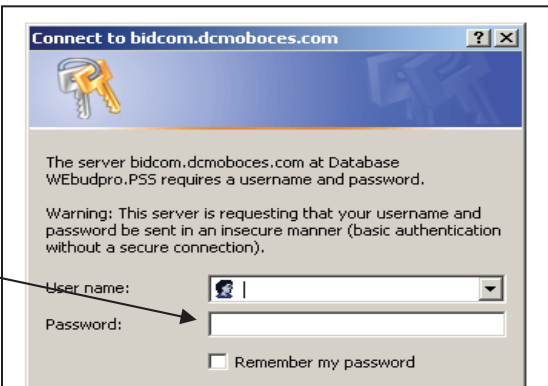 Connect to bidcom.dcmoboces.com
The server bidcom.dcmoboces.com at Database
WEbudpro.PSS requires a username and password.
Warning: This server is requesting that your username and
password be sent in an insecure manner (basic authentication
without a secure connection).
User name:
Password:
Remember my password